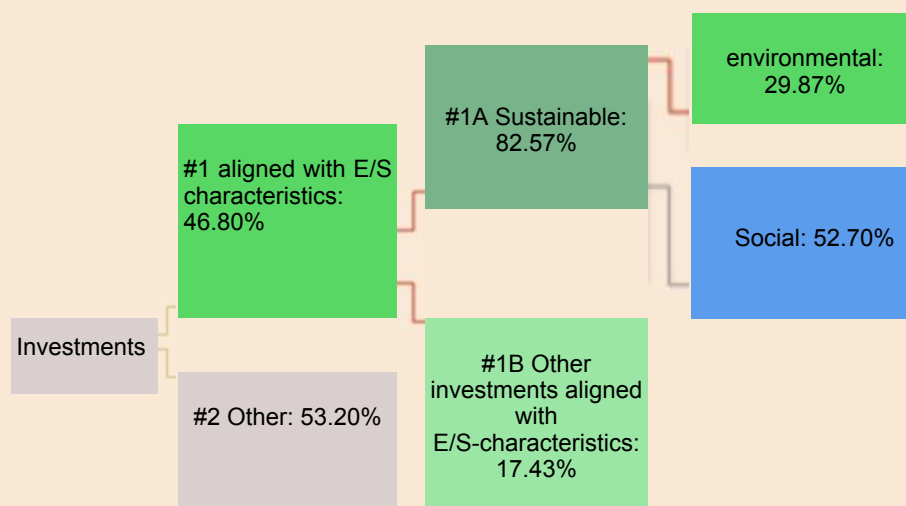 Investments
#1 aligned with E/S
characteristics:
46.80%
#2 Other: 53.20%
#1A Sustainable:
82.57%
#1B Other
investments aligned
with
E/S-characteristics:
17.43%
environmental:
29.87%
Social: 52.70%